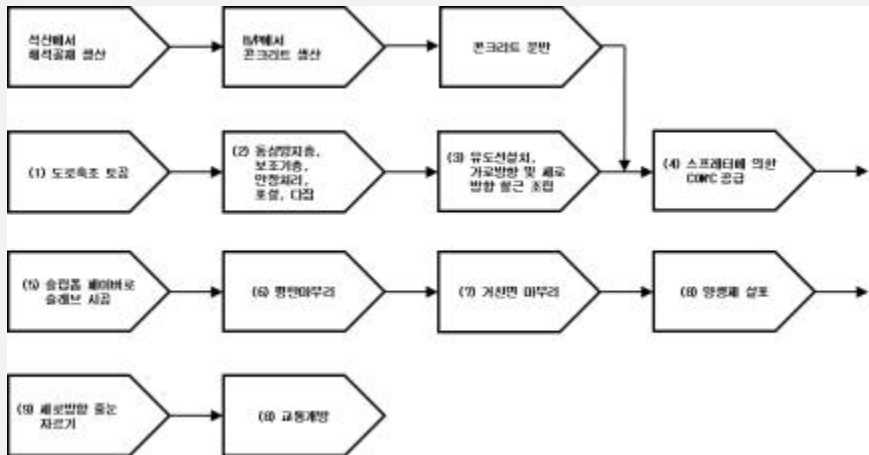 석산에서
쇄석골재 생산
B/P에서
콘크리트 생산
콘크리트 운반
(1) 도로축조 토공
(2) 동상방지층,
보조기층,
안정처리,
포설, 다짐
(3) 유도선설치,
가로방향 및 세로
방향 철근 조립
(4) 스프레더에 의한
CON'C 공급
(5) 슬립폼 페이버로
슬래브 시공
(6) 평탄마무리
(7) 거친면 마무리
(8) 양생제 살포
(9) 세로방향 줄눈
자르기
(8) 교통개방